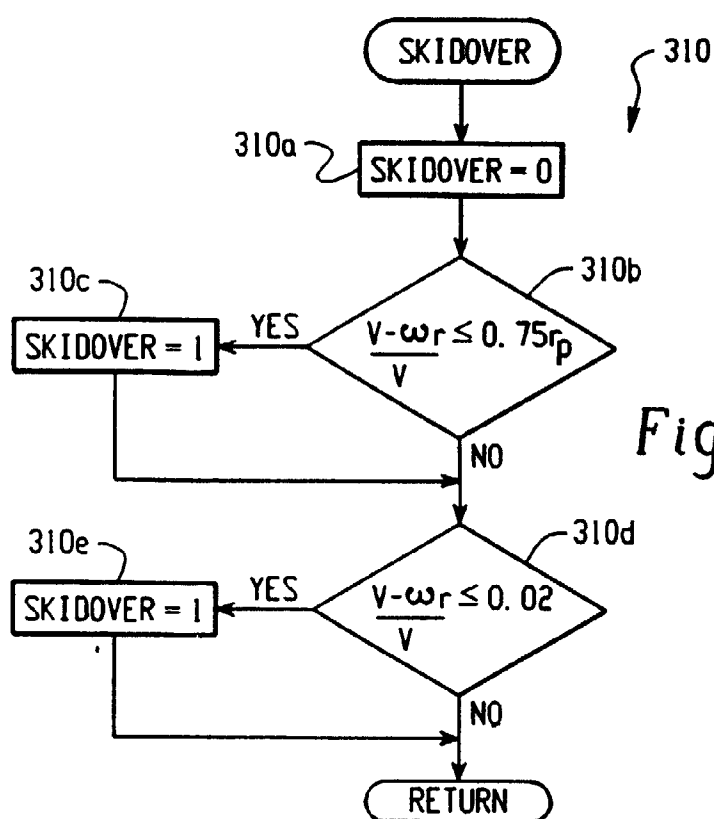 SKIDOVER
310
310a
SKIDOVER = 0
310b
310c
YES
SKIDOVER = 1
V-ωr ≤ 0.75rp
V
Fig
NO
310d
310e
YES
SKIDOVER = 1
V-ωr ≤ 0.02
V
NO
RETURN